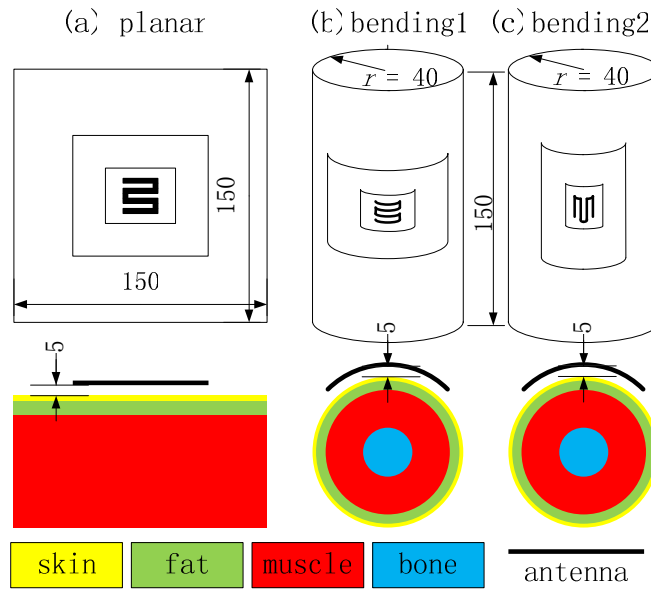 (a) planar
(b) bending1
(c) bending2
r = 40
r = 40
150
150
150
5
5
5
skin
fat
muscle
bone
antenna